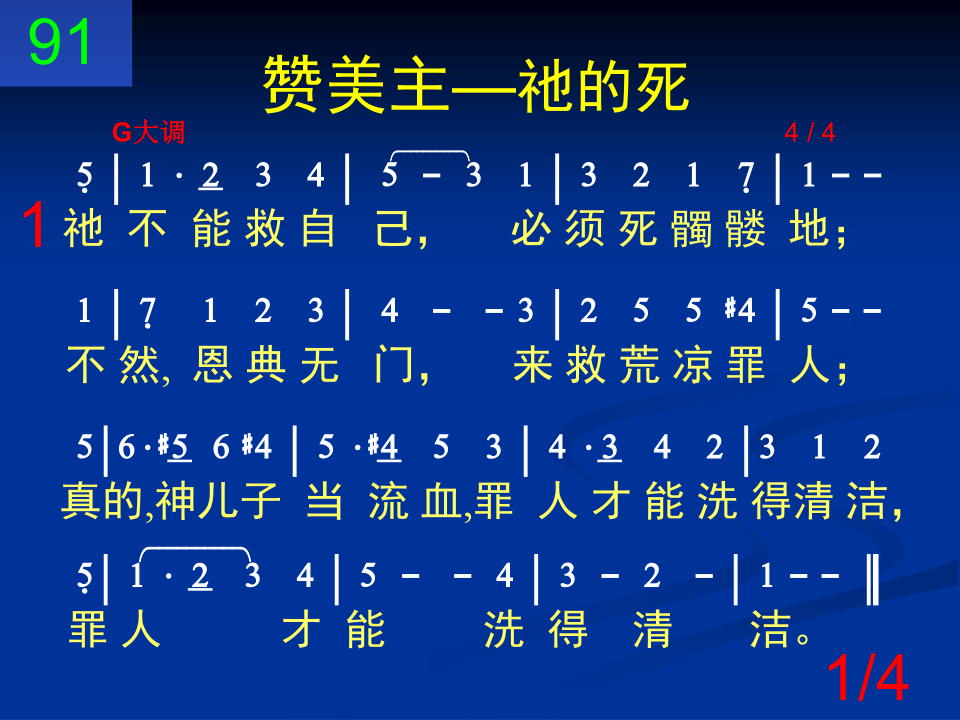 91
赞美主—祂的死
G大调 4 / 4
5̣ | 1 · 2̲ 3 4 | 5 – 3 1 | 3 2 1 7̣ | 1 – –
1 祂 不 能 救 自 己， 必 须 死 髑 髅 地；
1 | 7̣ 1 2 3 | 4 – – 3 | 2 5 5 #4 | 5 – –
不 然, 恩 典 无 门， 来 救 荒 凉 罪 人；
5 | 6 · #5̲ 6 #4 | 5 · #4̲ 5 3 | 4 · 3̲ 4 2 | 3 1 2
真的,神儿子 当 流 血,罪 人 才 能 洗 得清 洁，
5̣ | 1 · 2̲ 3 4 | 5 – – 4 | 3 – 2 – | 1 – – ‖
罪 人 才 能 洗 得 清 洁。
1/4